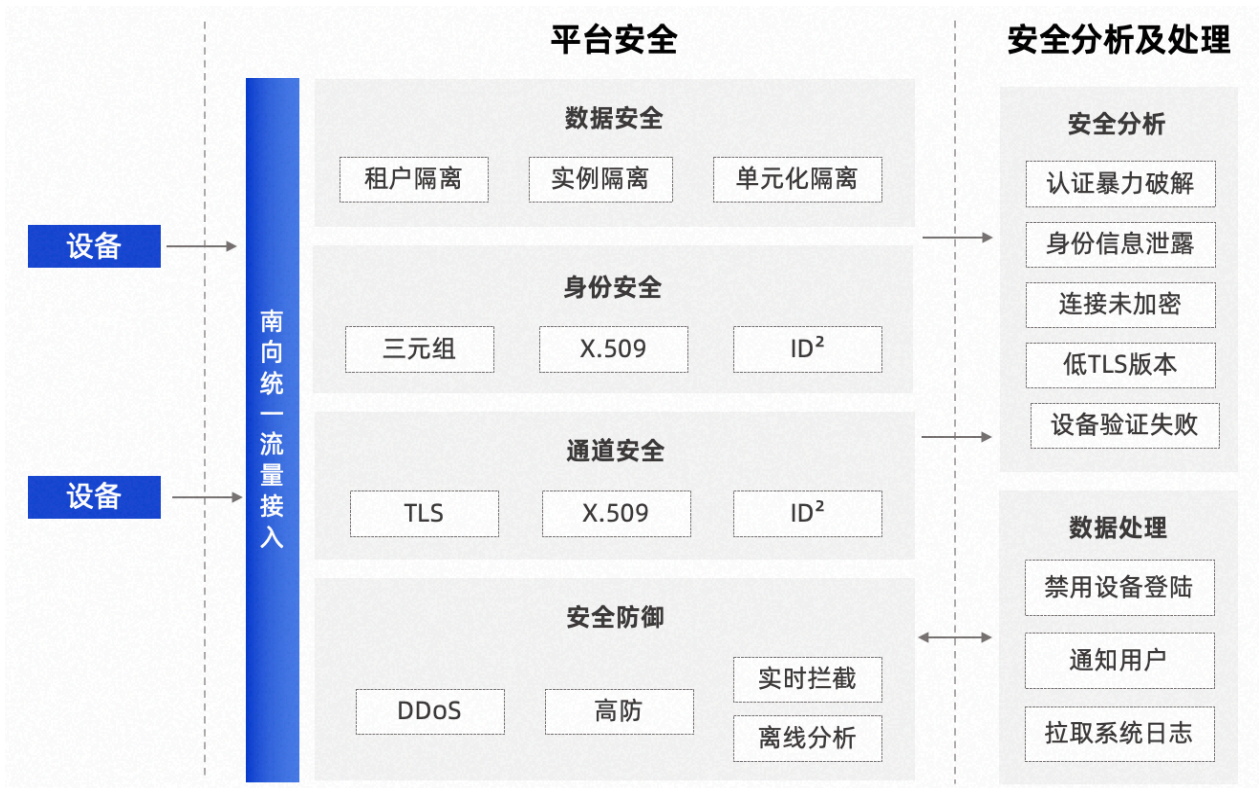 平台安全
安全分析及处理
设备
设备
南向统一流量接入
数据安全
租户隔离
实例隔离
单元化隔离
身份安全
三元组
X.509
ID²
通道安全
TLS
X.509
ID²
安全防御
DDoS
高防
实时拦截
离线分析
安全分析
认证暴力破解
身份信息泄露
连接未加密
低TLS版本
设备验证失败
数据处理
禁用设备登陆
通知用户
拉取系统日志